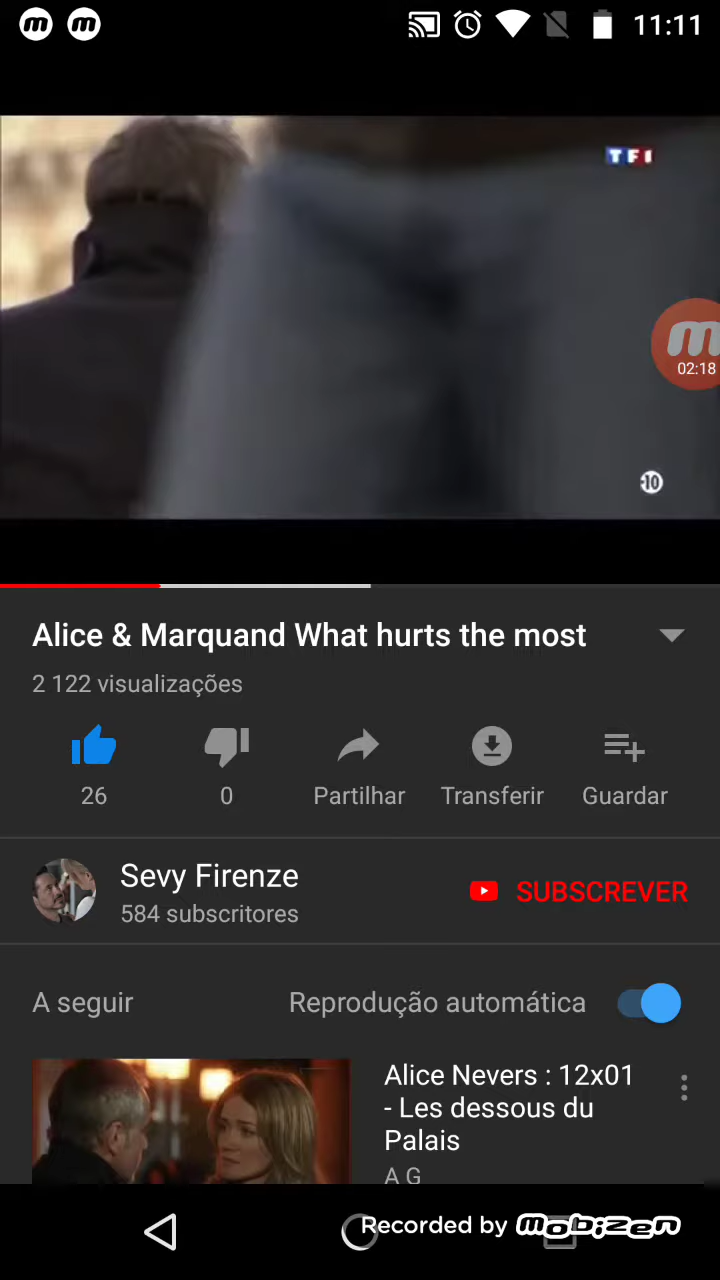 11:11
TF1
02:18
-10
Alice & Marquand What hurts the most
2 122 visualizações
26
0
Partilhar
Transferir
Guardar
Sevy Firenze
584 subscritores
SUBSCREVER
A seguir
Reprodução automática
Alice Nevers : 12x01
- Les dessous du
Palais
A G
Recorded by mobizen